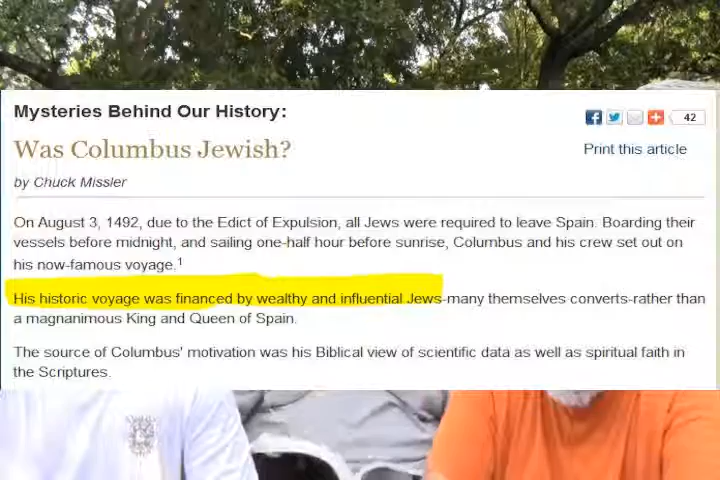 Mysteries Behind Our History:
42
Was Columbus Jewish?
Print this article
by Chuck Missler
On August 3, 1492, due to the Edict of Expulsion, all Jews were required to leave Spain. Boarding their
vessels before midnight, and sailing one-half hour before sunrise, Columbus and his crew set out on
his now-famous voyage.1
His historic voyage was financed by wealthy and influential Jews-many themselves converts-rather than
a magnanimous King and Queen of Spain.
The source of Columbus' motivation was his Biblical view of scientific data as well as spiritual faith in
the Scriptures.